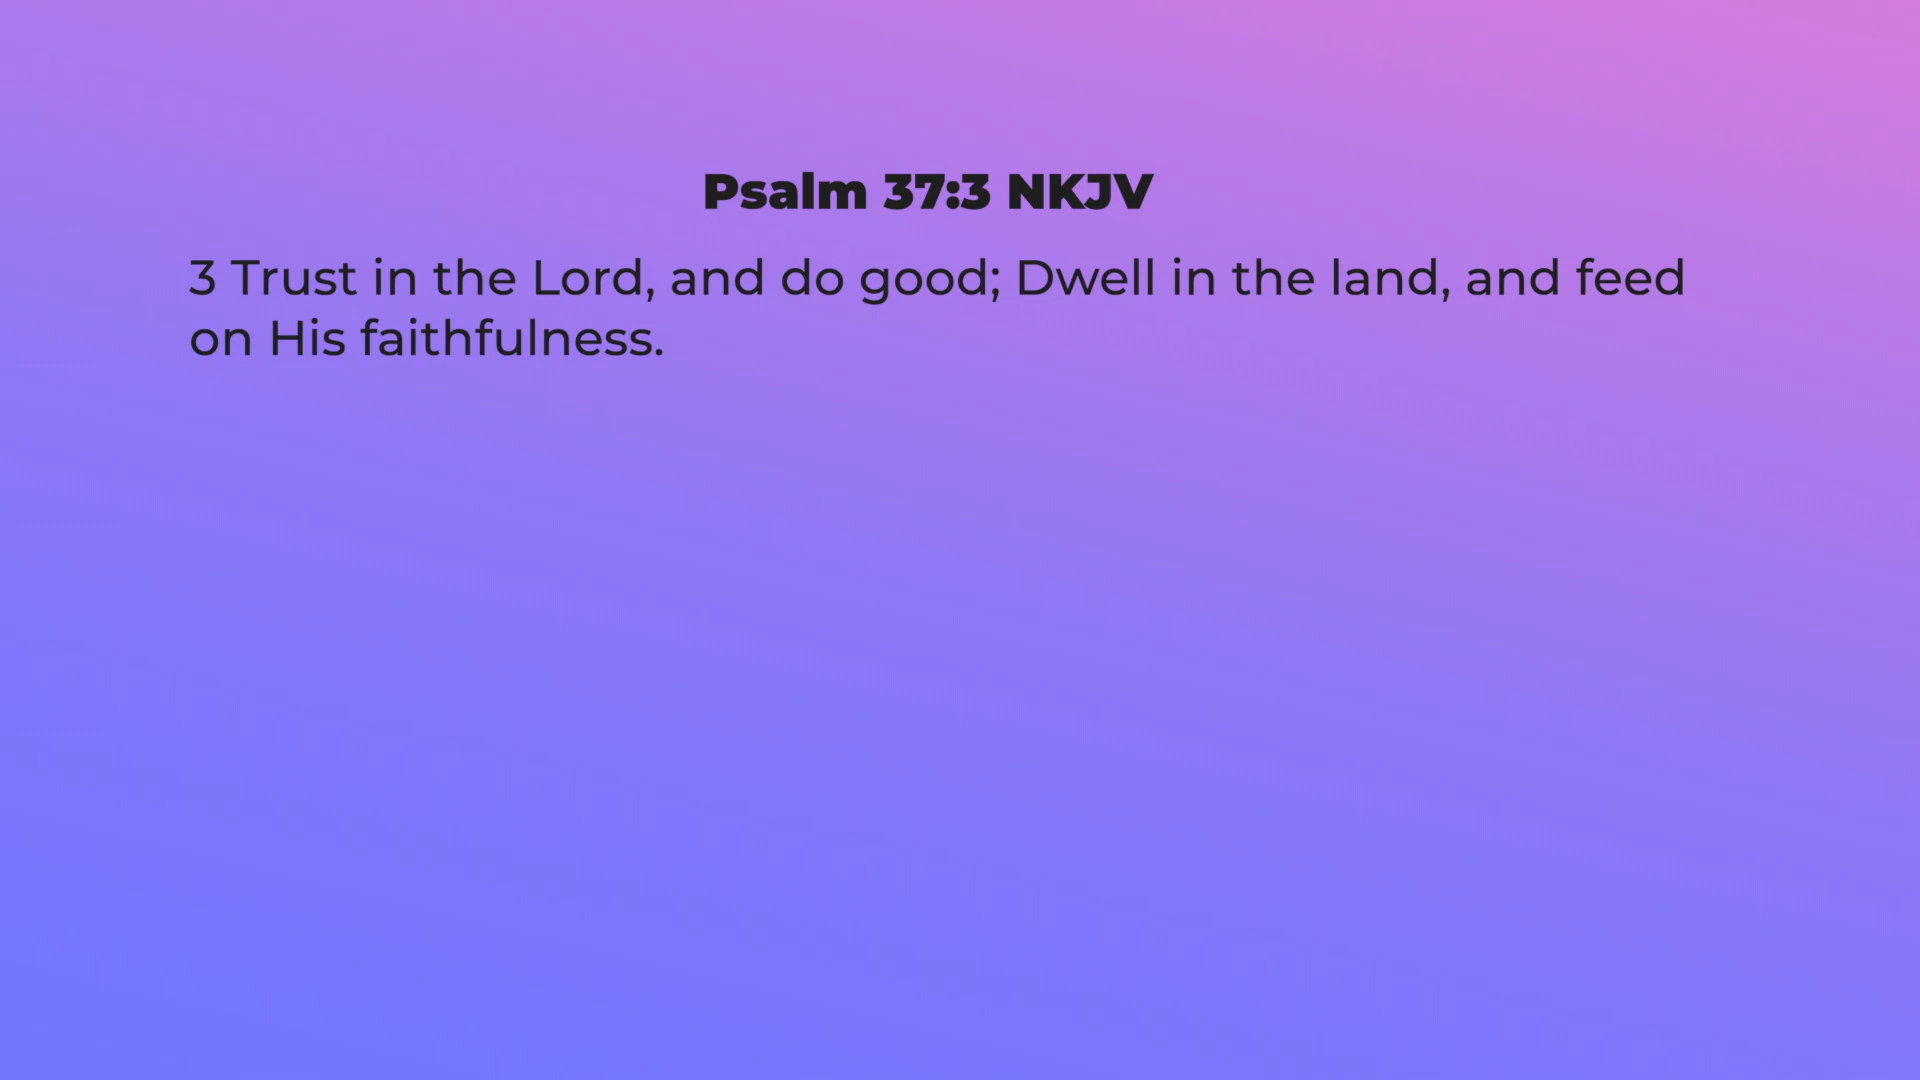 Psalm 37:3 NKJV
3 Trust in the Lord, and do good; Dwell in the land, and feed
on His faithfulness.